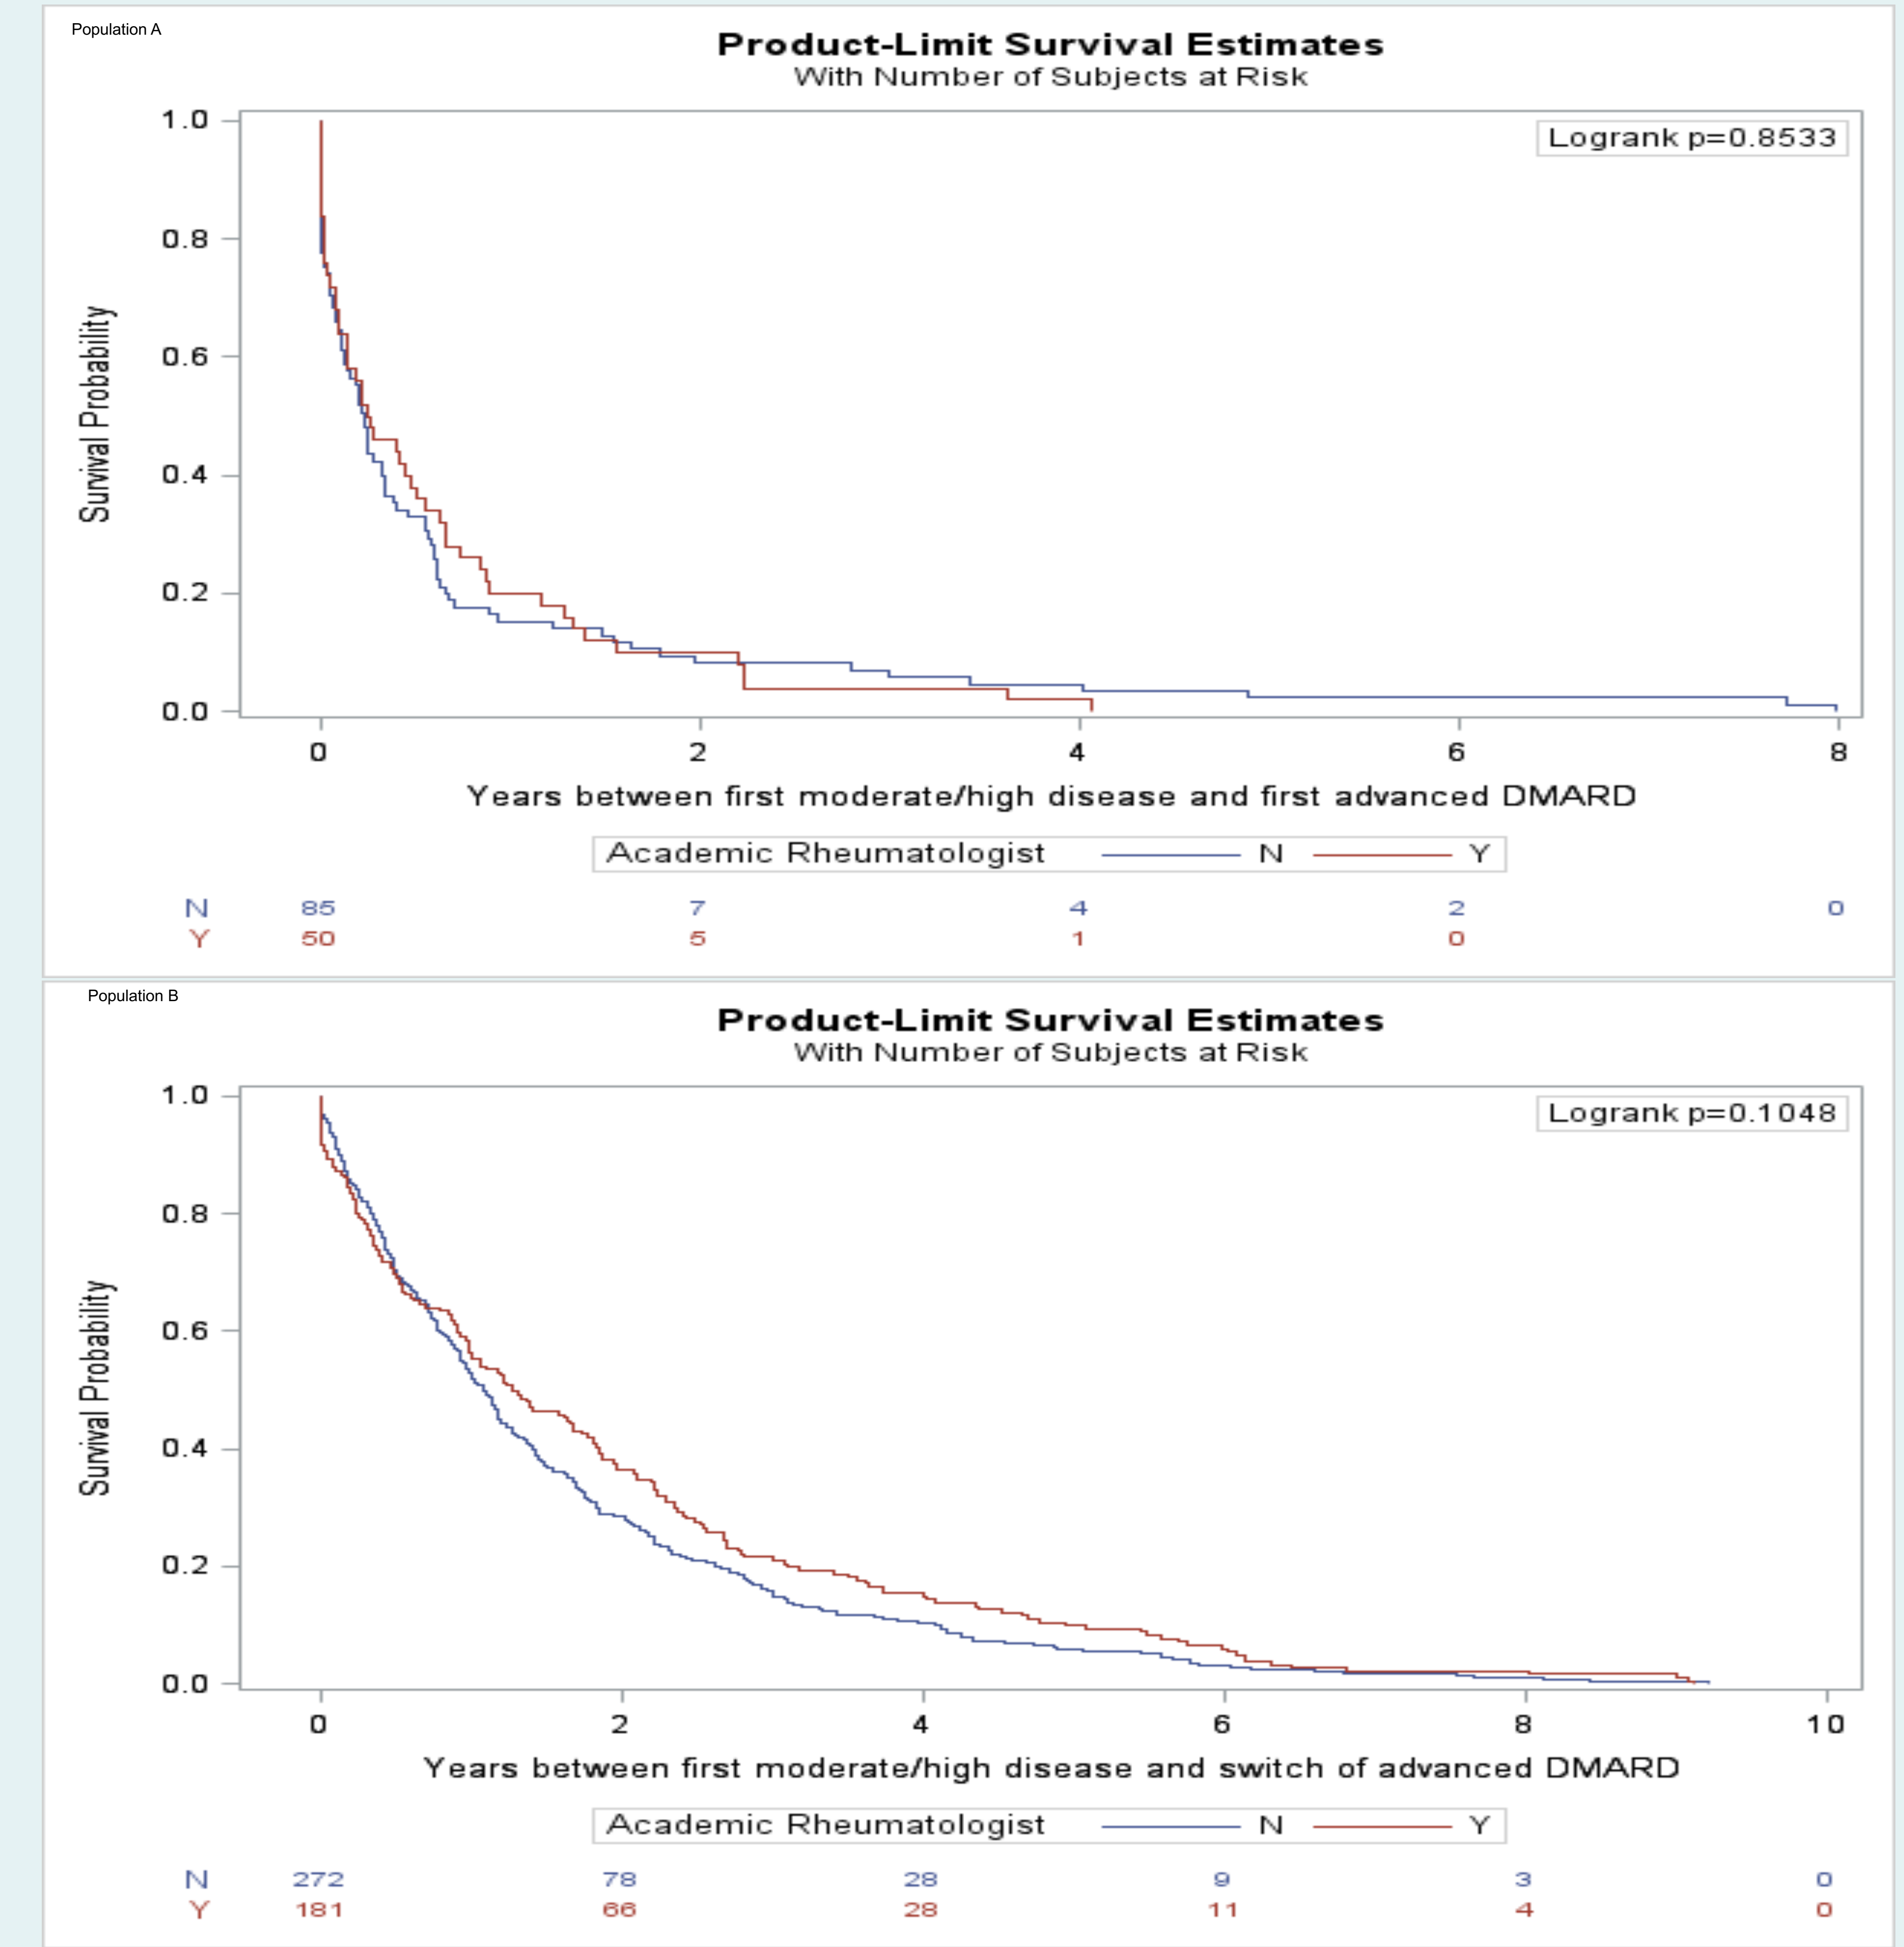 Population A
Product-Limit Survival Estimates
With Number of Subjects at Risk
Logrank p=0.8533
1.0
0.8
0.6
0.4
0.2
0.0
Survival Probability
0 2 4 6 8
Years between first moderate/high disease and first advanced DMARD
Academic Rheumatologist N Y
N 85 7 4 2 0
Y 50 5 1 0
Population B
Product-Limit Survival Estimates
With Number of Subjects at Risk
Logrank p=0.1048
1.0
0.8
0.6
0.4
0.2
0.0
Survival Probability
0 2 4 6 8 10
Years between first moderate/high disease and switch of advanced DMARD
Academic Rheumatologist N Y
N 272 78 28 9 3 0
Y 181 66 28 11 4 0